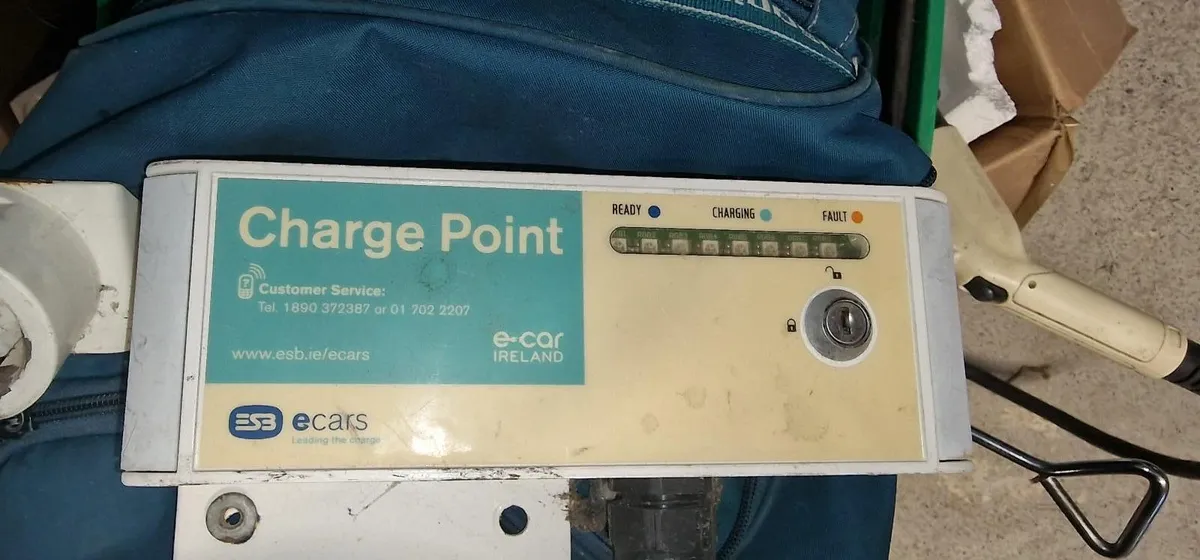 Charge Point
Customer Service:
Tel. 1890 372387 or 01 702 2207
www.esb.ie/ecars
e-car
IRELAND
ESB ecars
Leading the charge
READY
CHARGING
FAULT